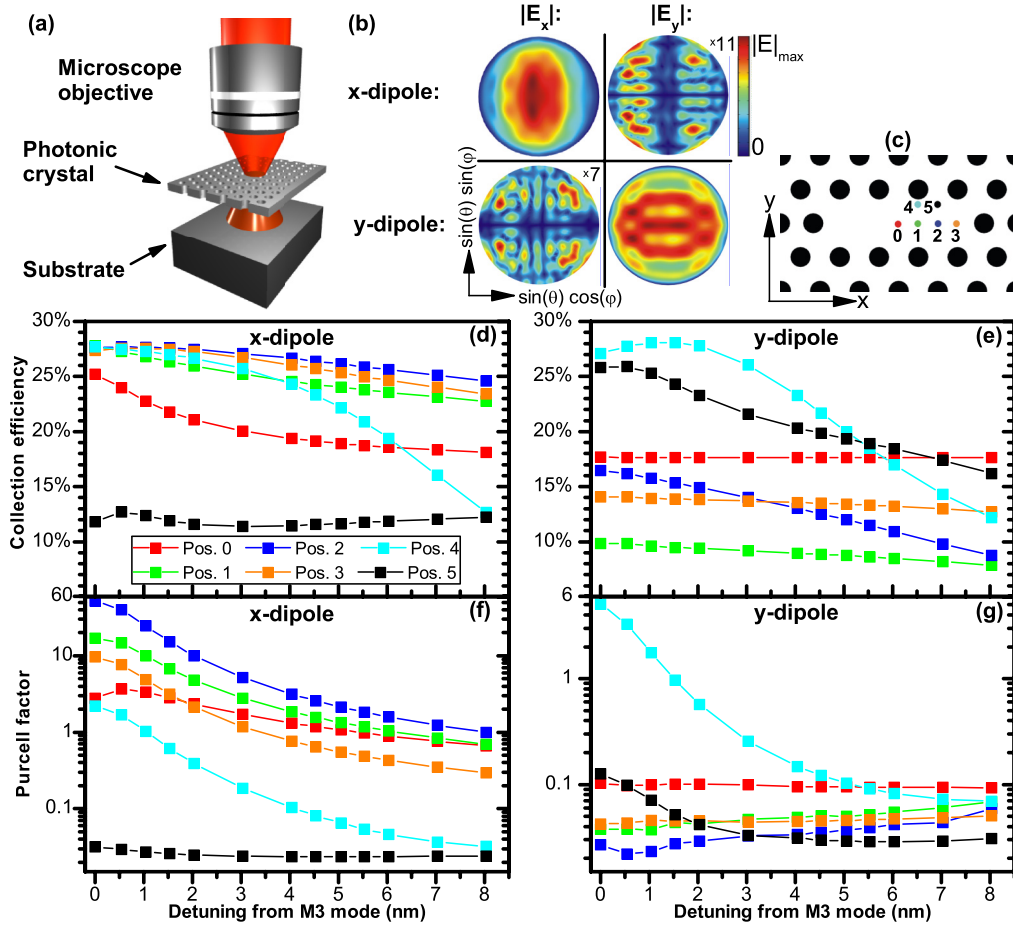 (a)
Microscope
objective
Photonic
crystal
Substrate
(b)
|Eₓ|:
|Eᵧ|:
x-dipole:
y-dipole:
x11
|E|max
0
x7
sin(θ) sin(φ)
sin(θ) cos(φ)
(c)
y
x
4 5
0 1 2 3
x-dipole
(d)
Collection efficiency
30%
25%
20%
15%
10%
Pos. 0 Pos. 2 Pos. 4
Pos. 1 Pos. 3 Pos. 5
y-dipole
(e)
30%
25%
20%
15%
10%
x-dipole
(f)
Purcell factor
60
10
1
0.1
0 1 2 3 4 5 6 7 8
Detuning from M3 mode (nm)
y-dipole
(g)
6
1
0.1
0 1 2 3 4 5 6 7 8
Detuning from M3 mode (nm)